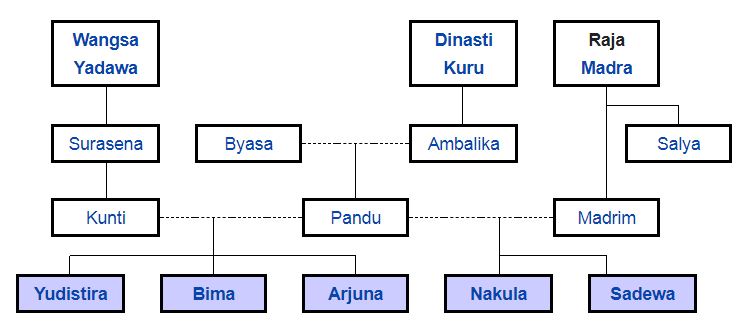 Wangsa
Yadawa
Dinasti
Kuru
Raja
Madra
Surasena
Byasa
Ambalika
Salya
Kunti
Pandu
Madrim
Yudistira
Bima
Arjuna
Nakula
Sadewa